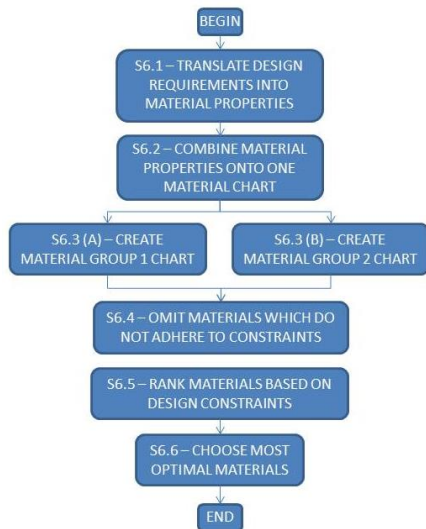 BEGIN
S6.1 – TRANSLATE DESIGN
REQUIREMENTS INTO
MATERIAL PROPERTIES
S6.2 – COMBINE MATERIAL
PROPERTIES ONTO ONE
MATERIAL CHART
S6.3 (A) – CREATE
MATERIAL GROUP 1 CHART
S6.3 (B) – CREATE
MATERIAL GROUP 2 CHART
S6.4 – OMIT MATERIALS WHICH DO
NOT ADHERE TO CONSTRAINTS
S6.5 – RANK MATERIALS BASED ON
DESIGN CONSTRAINTS
S6.6 – CHOOSE MOST
OPTIMAL MATERIALS
END